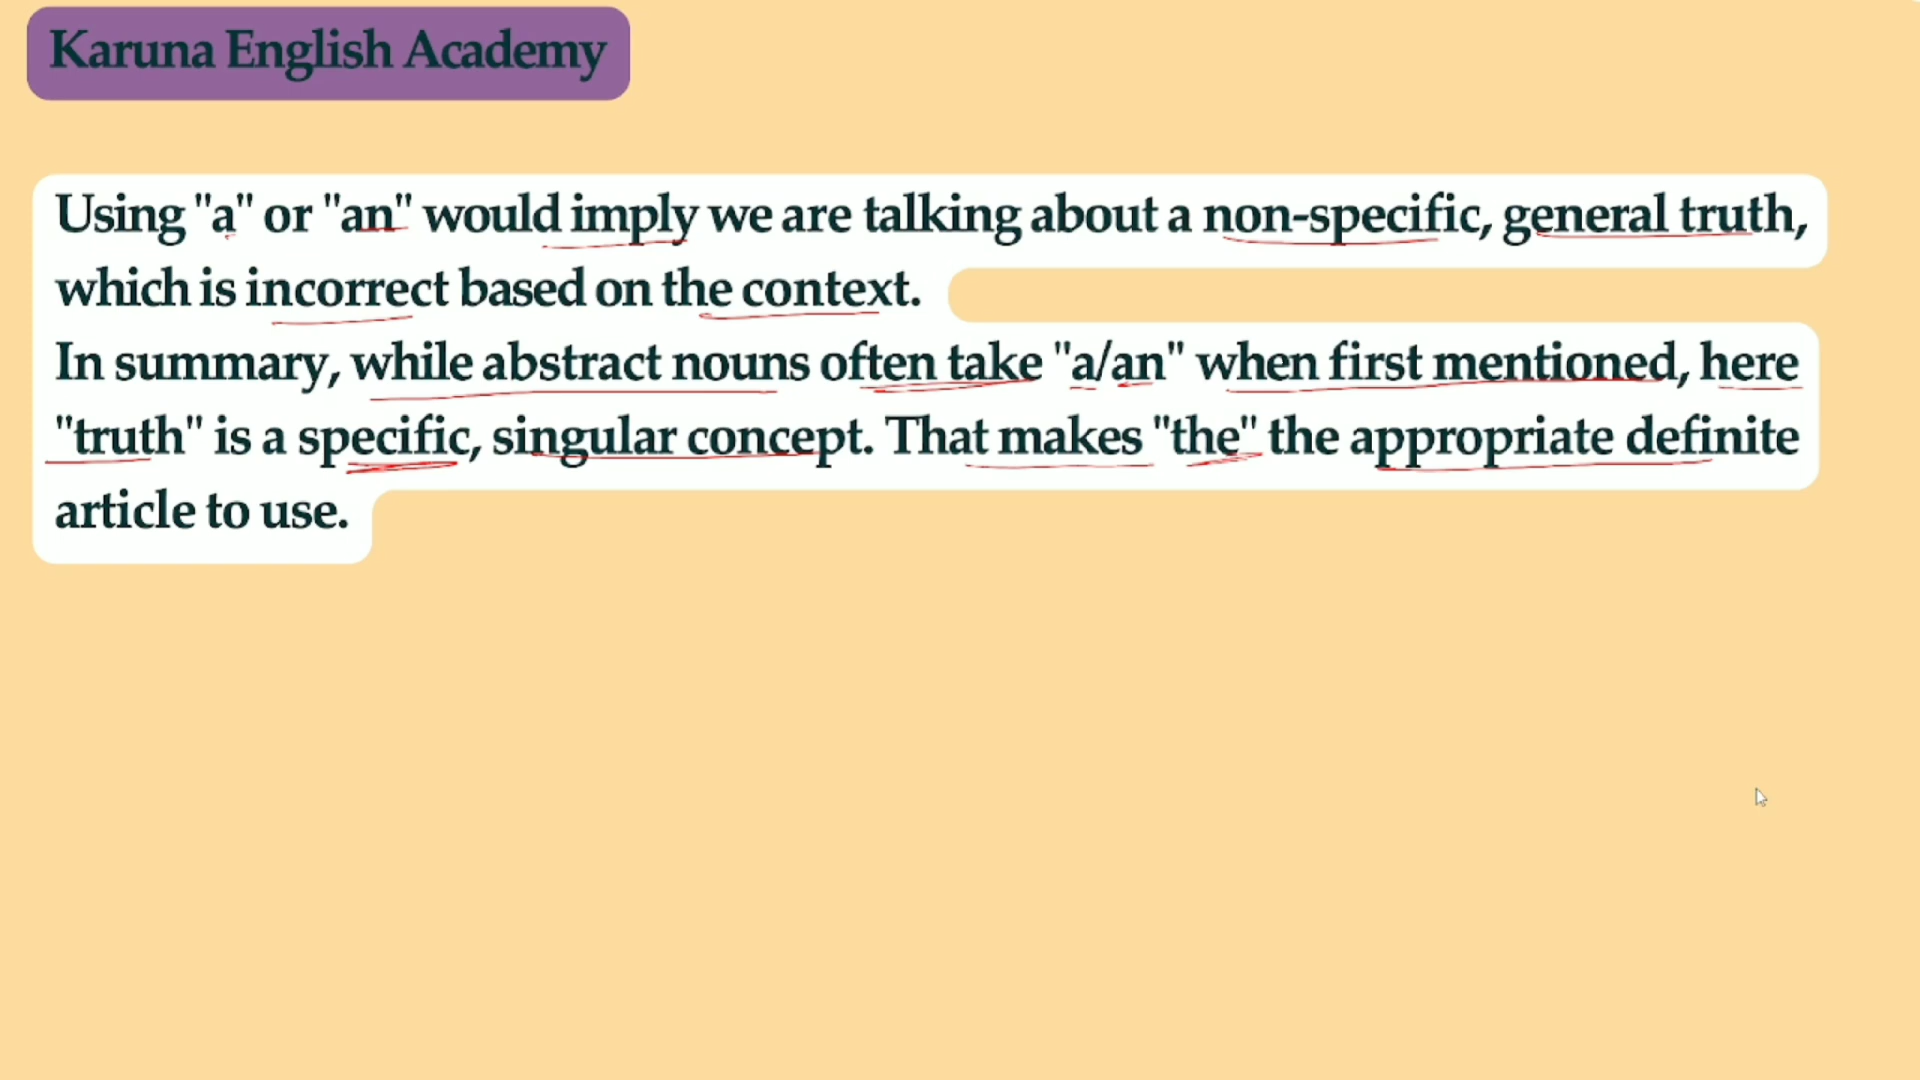 Karuna English Academy
Using "a" or "an" would imply we are talking about a non-specific, general truth,
which is incorrect based on the context.
In summary, while abstract nouns often take "a/an" when first mentioned, here
"truth" is a specific, singular concept. That makes "the" the appropriate definite
article to use.